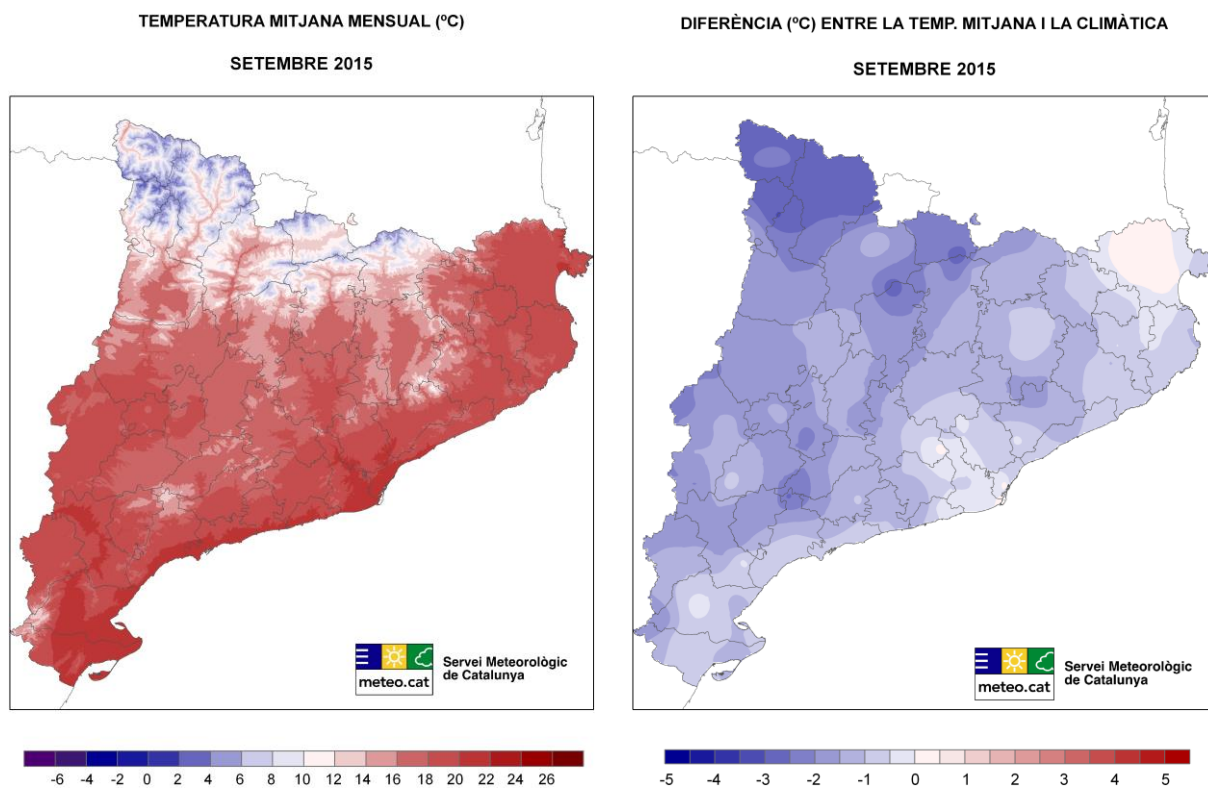 TEMPERATURA MITJANA MENSUAL (ºC)
SETEMBRE 2015
meteo.cat
Servei Meteorològic
de Catalunya
-6 -4 -2 0 2 4 6 8 10 12 14 16 18 20 22 24 26
DIFERÈNCIA (ºC) ENTRE LA TEMP. MITJANA I LA CLIMÀTICA
SETEMBRE 2015
meteo.cat
Servei Meteorològic
de Catalunya
-5 -4 -3 -2 -1 0 1 2 3 4 5